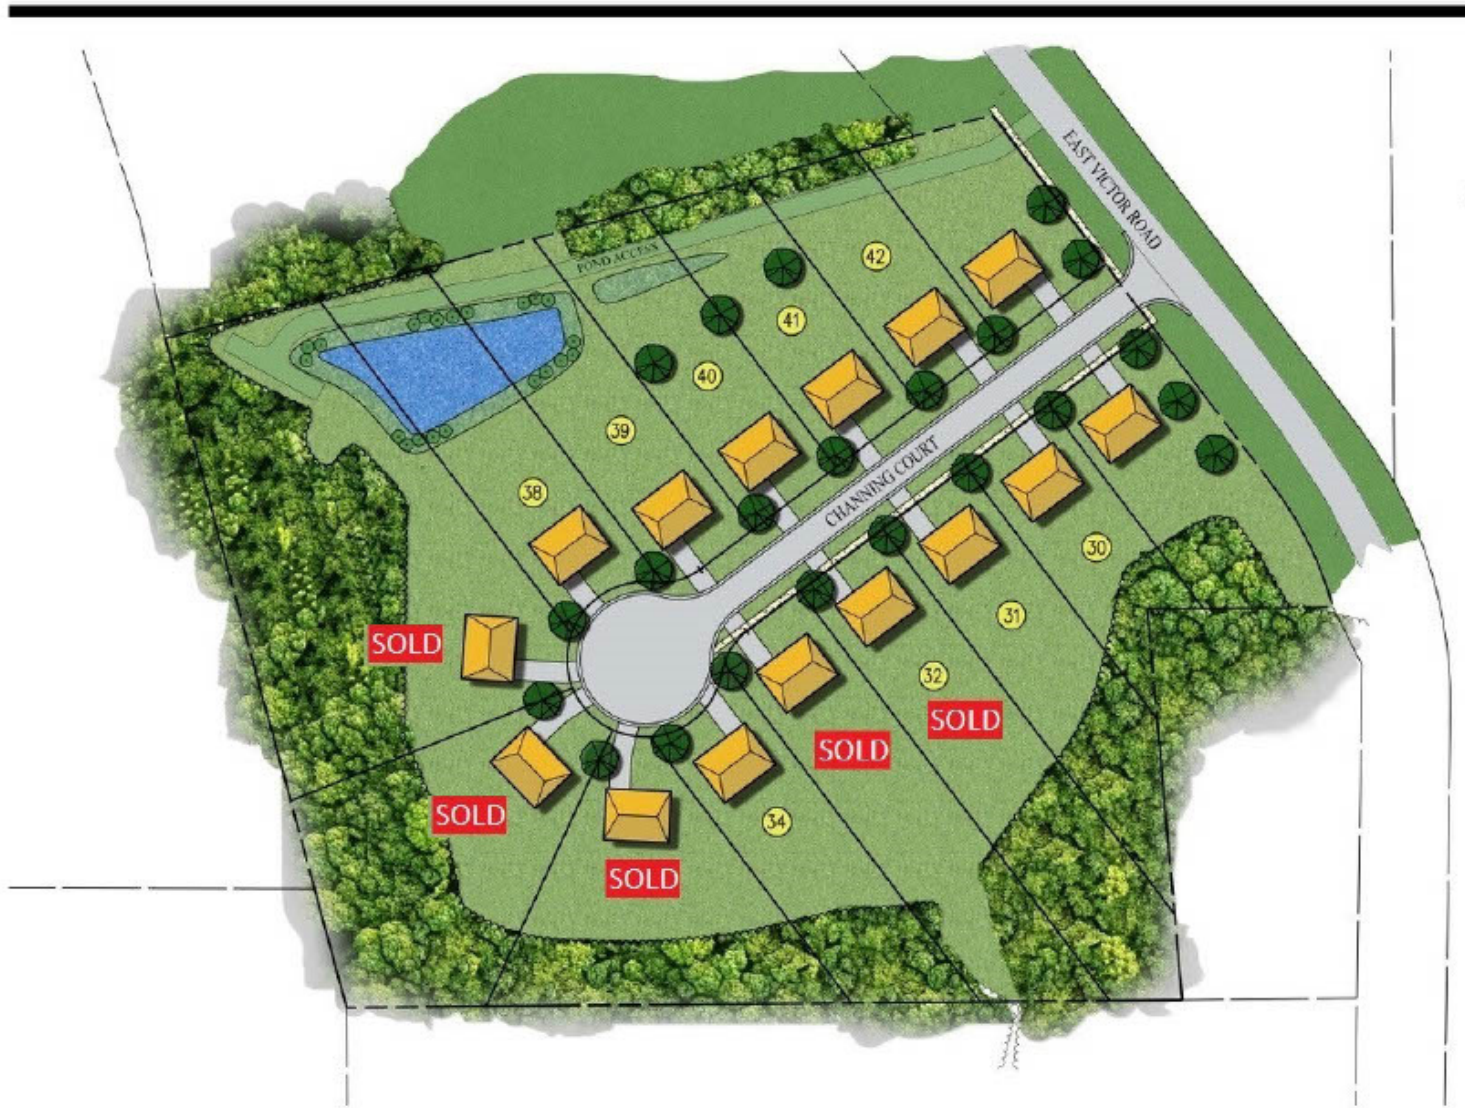 EAST VICTOR ROAD
POND ACCESS
42
41
40
39
38
CHANNING COURT
30
31
32
SOLD
SOLD
SOLD
34
SOLD
SOLD